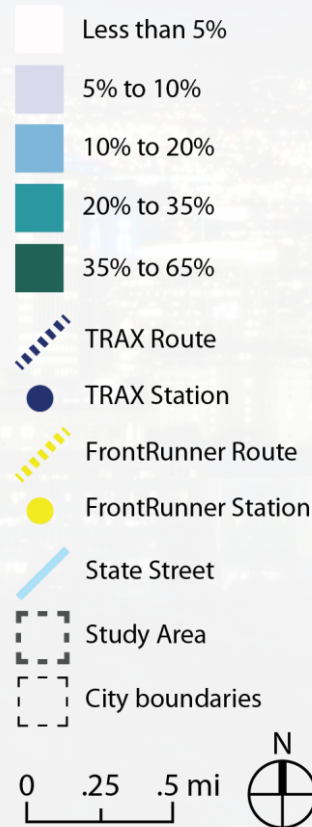 Less than 5%
5% to 10%
10% to 20%
20% to 35%
35% to 65%
TRAX Route
TRAX Station
FrontRunner Route
FrontRunner Station
State Street
Study Area
City boundaries
N
0 .25 .5 mi